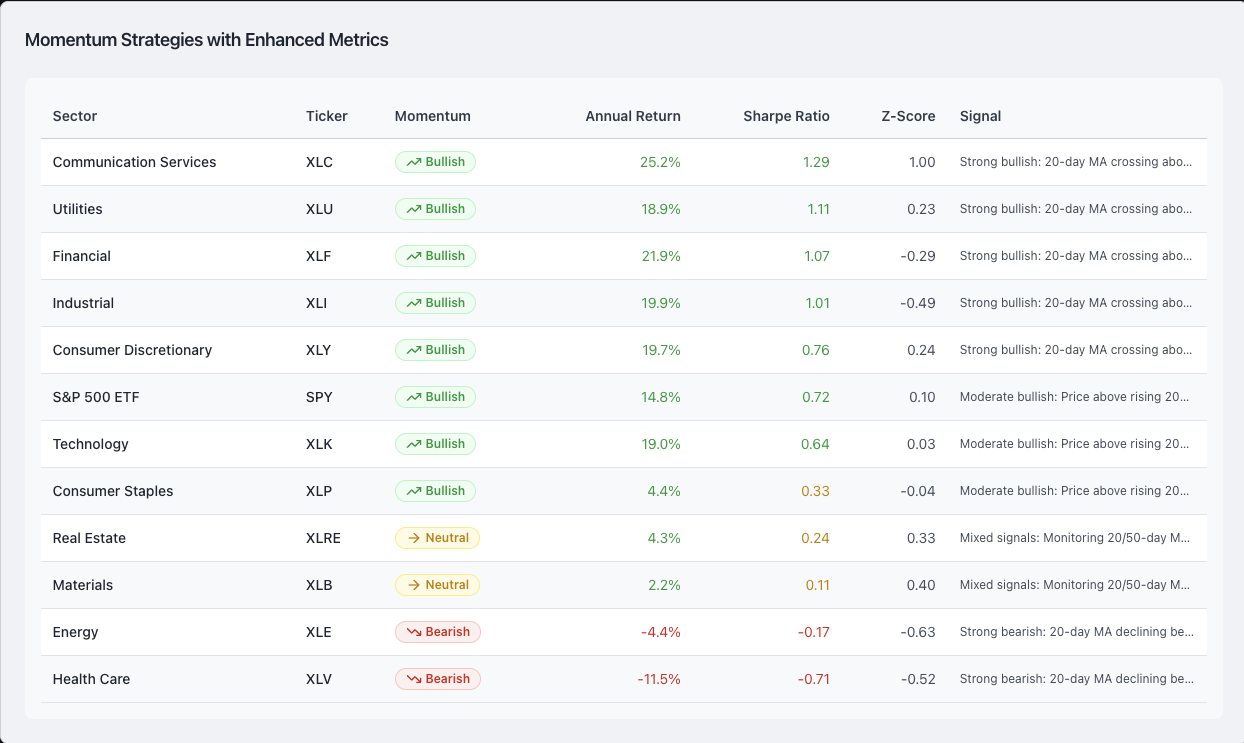 Momentum Strategies with Enhanced Metrics
Sector Ticker Momentum Annual Return Sharpe Ratio Z-Score Signal
Communication Services XLC Bullish 25.2% 1.29 1.00 Strong bullish: 20-day MA crossing abo...
Utilities XLU Bullish 18.9% 1.11 0.23 Strong bullish: 20-day MA crossing abo...
Financial XLF Bullish 21.9% 1.07 -0.29 Strong bullish: 20-day MA crossing abo...
Industrial XLI Bullish 19.9% 1.01 -0.49 Strong bullish: 20-day MA crossing abo...
Consumer Discretionary XLY Bullish 19.7% 0.76 0.24 Strong bullish: 20-day MA crossing abo...
S&P 500 ETF SPY Bullish 14.8% 0.72 0.10 Moderate bullish: Price above rising 20...
Technology XLK Bullish 19.0% 0.64 0.03 Moderate bullish: Price above rising 20...
Consumer Staples XLP Bullish 4.4% 0.33 -0.04 Moderate bullish: Price above rising 20...
Real Estate XLRE Neutral 4.3% 0.24 0.33 Mixed signals: Monitoring 20/50-day M...
Materials XLB Neutral 2.2% 0.11 0.40 Mixed signals: Monitoring 20/50-day M...
Energy XLE Bearish -4.4% -0.17 -0.63 Strong bearish: 20-day MA declining be...
Health Care XLV Bearish -11.5% -0.71 -0.52 Strong bearish: 20-day MA declining be...